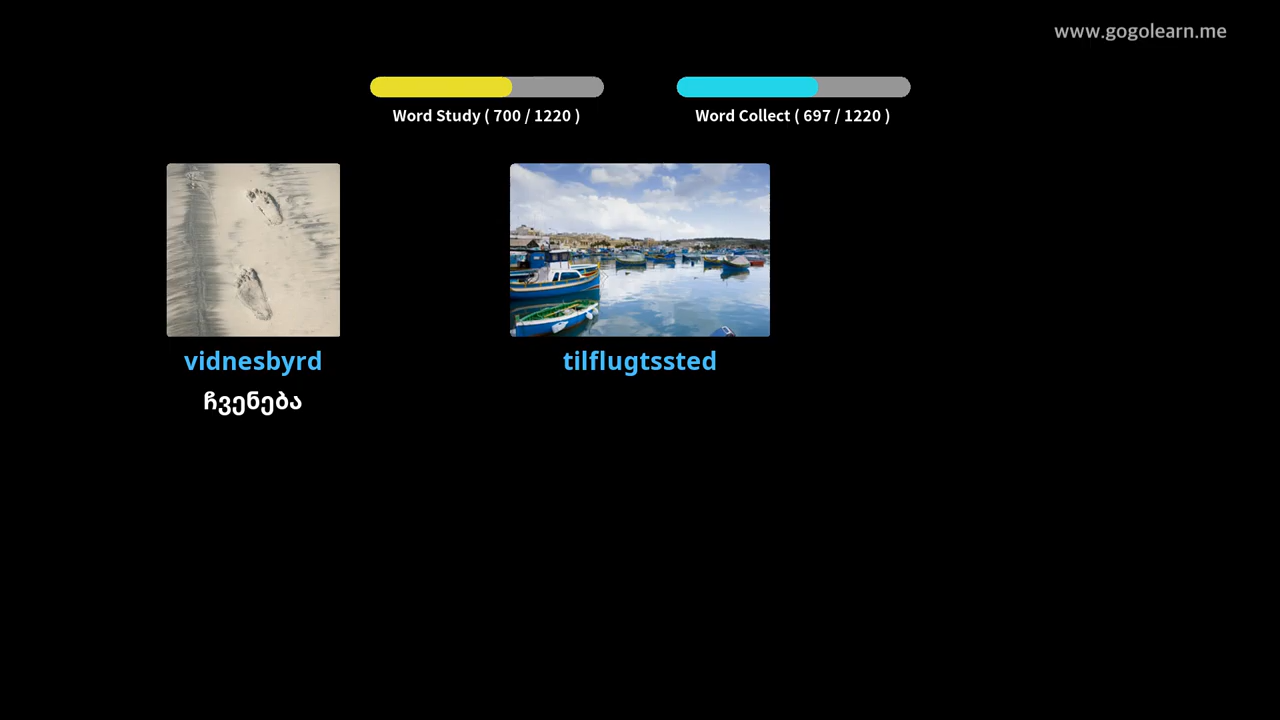 www.gogolearn.me
Word Study ( 700 / 1220 )
Word Collect ( 697 / 1220 )
vidnesbyrd
tilflugtssted
ჩვენება